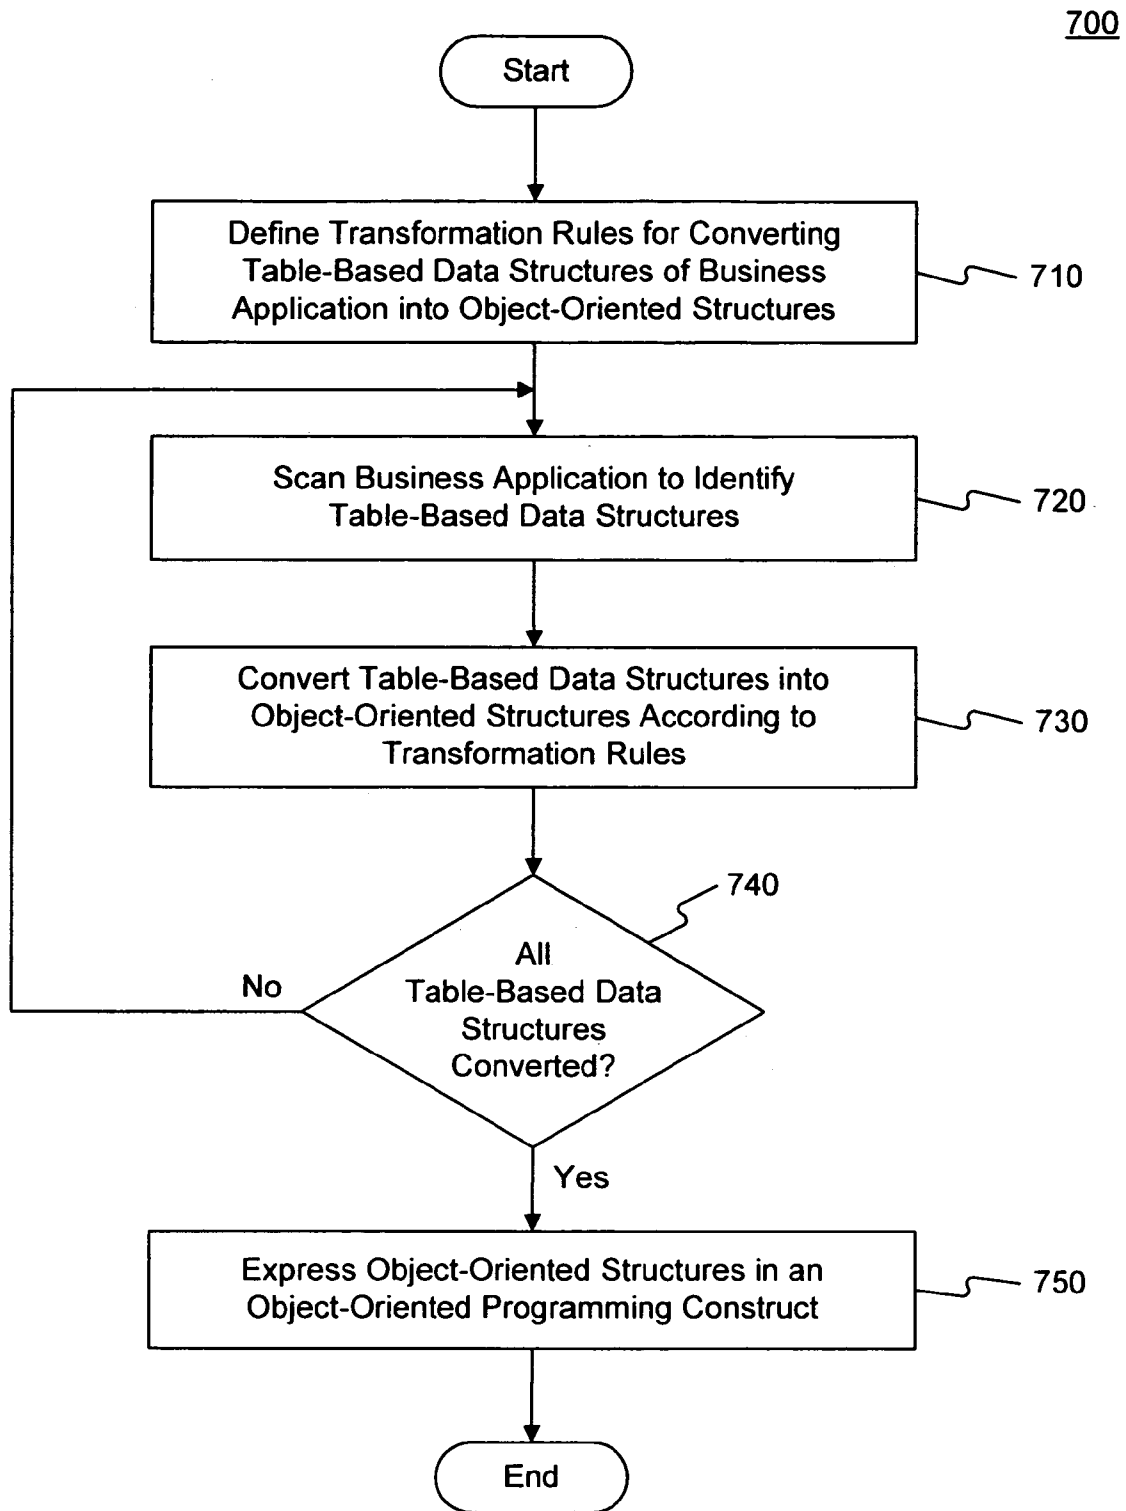 700
Start
Define Transformation Rules for Converting
Table-Based Data Structures of Business
Application into Object-Oriented Structures
710
Scan Business Application to Identify
Table-Based Data Structures
720
Convert Table-Based Data Structures into
Object-Oriented Structures According to
Transformation Rules
730
740
All
Table-Based Data
Structures
Converted?
No
Yes
Express Object-Oriented Structures in an
Object-Oriented Programming Construct
750
End